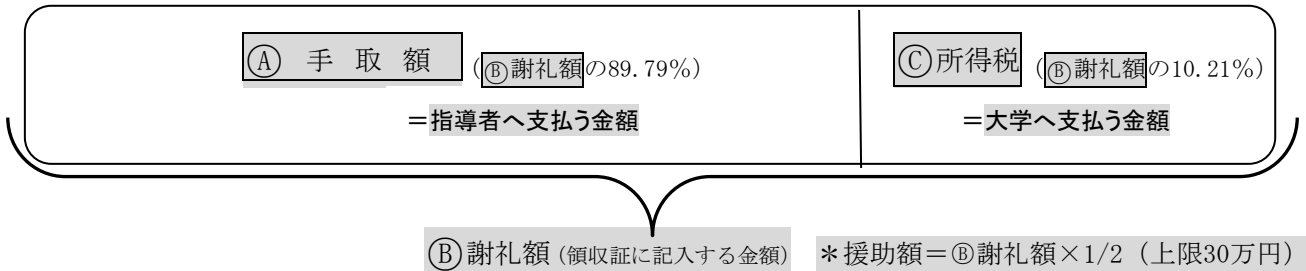 Ⓐ 手 取 額 (Ⓑ謝礼額の89.79%)
Ⓒ所得税 (Ⓑ謝礼額の10.21%)
＝指導者へ支払う金額
＝大学へ支払う金額
Ⓑ謝礼額(領収証に記入する金額) ＊援助額＝Ⓑ謝礼額×1/2（上限30万円）